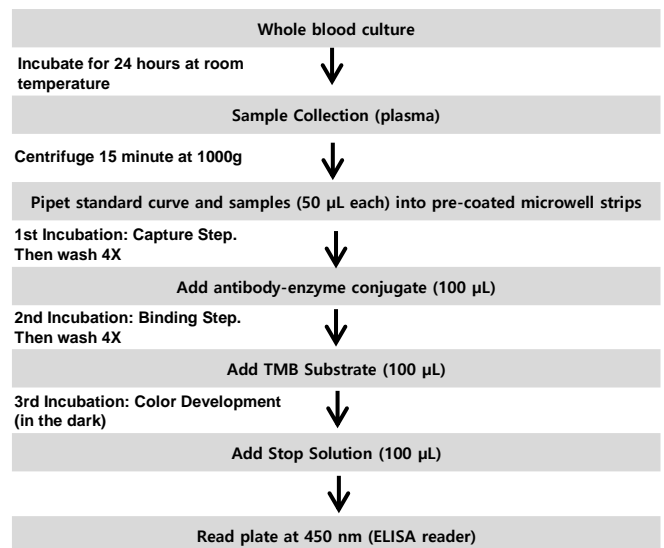 Whole blood culture
Incubate for 24 hours at room
temperature
Sample Collection (plasma)
Centrifuge 15 minute at 1000g
Pipet standard curve and samples (50 µL each) into pre-coated microwell strips
1st Incubation: Capture Step.
Then wash 4X
Add antibody-enzyme conjugate (100 µL)
2nd Incubation: Binding Step.
Then wash 4X
Add TMB Substrate (100 µL)
3rd Incubation: Color Development
(in the dark)
Add Stop Solution (100 µL)
Read plate at 450 nm (ELISA reader)